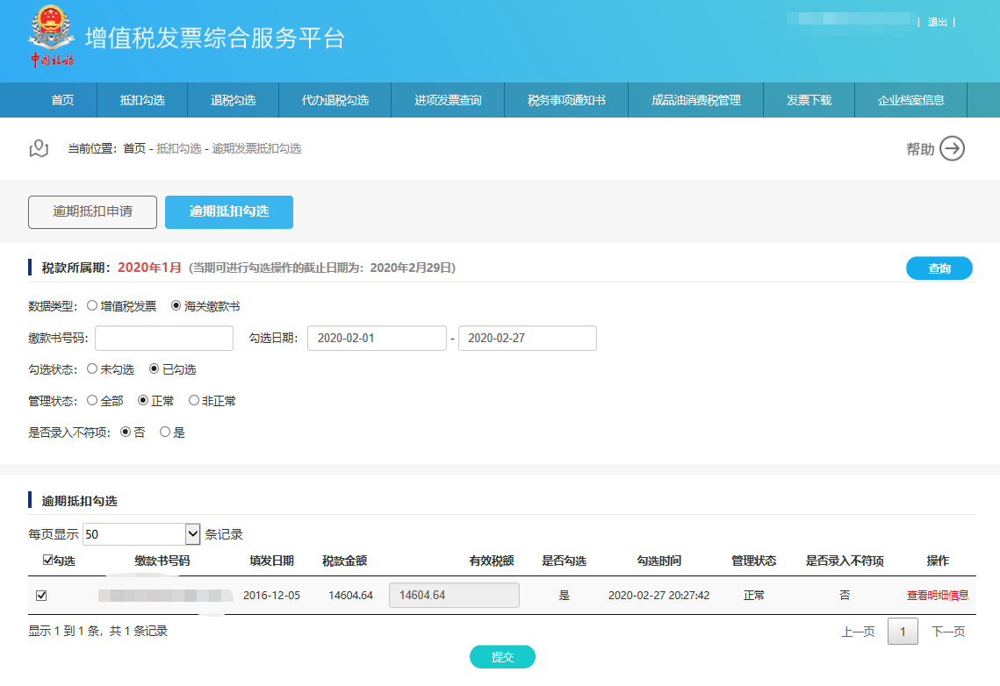 中国税务
增值税发票综合服务平台
| 退出 |
首页 抵扣勾选 退税勾选 代办退税勾选 进项发票查询 税务事项通知书 成品油消费税管理 发票下载 企业档案信息
当前位置：首页 - 抵扣勾选 - 逾期发票抵扣勾选 帮助
逾期抵扣申请 逾期抵扣勾选
税款所属期：2020年1月 (当期可进行勾选操作的截止日期为：2020年2月29日) 查询
数据类型： 增值税发票 海关缴款书
缴款书号码： 勾选日期： 2020-02-01 - 2020-02-27
勾选状态： 未勾选 已勾选
管理状态： 全部 正常 非正常
是否录入不符项： 否 是
逾期抵扣勾选
每页显示 50 条记录
勾选 缴款书号码 填发日期 税款金额 有效税额 是否勾选 勾选时间 管理状态 是否录入不符项 操作
2016-12-05 14604.64 14604.64 是 2020-02-27 20:27:42 正常 否 查看明细信息
显示 1 到 1 条，共 1 条记录 上一页 1 下一页
提交